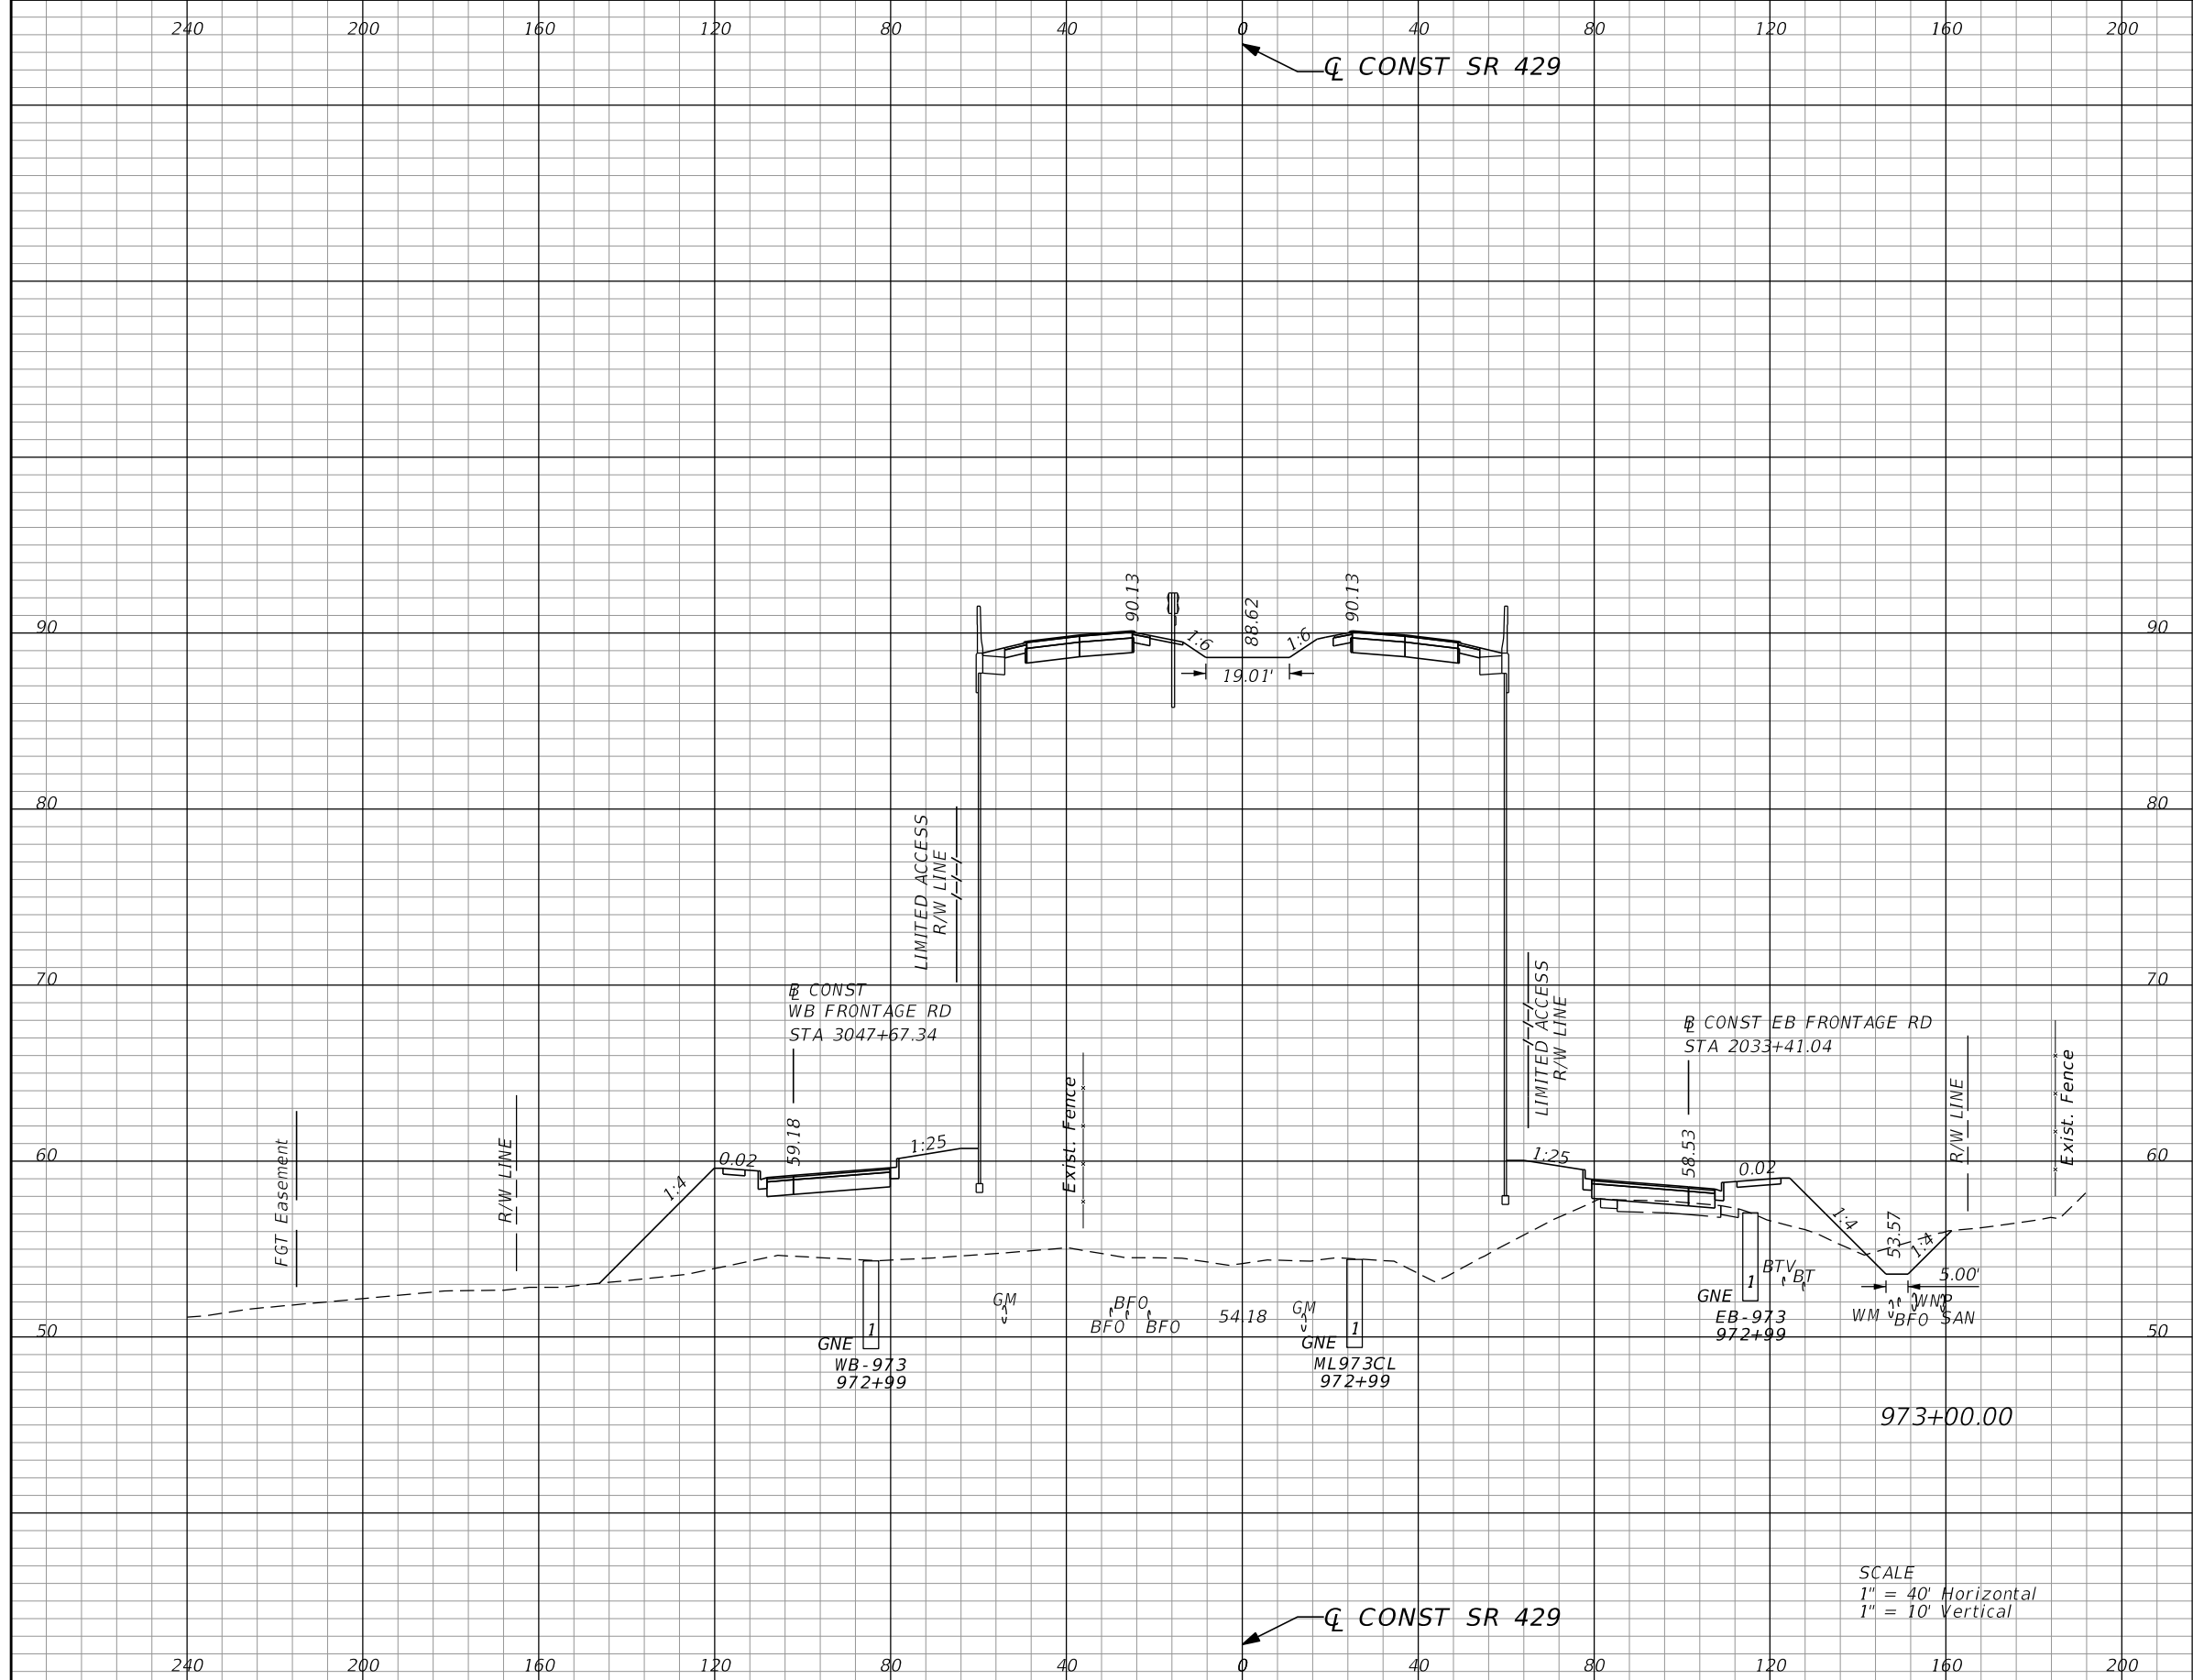 240 200 160 120 80 40 0 40 80 120 160 200
℄ CONST SR 429
90.13
88.62
90.13
90
1:6
1:6
90
19.01'
80
80
LIMITED ACCESS
R/W LINE
70
70
℄ CONST
WB FRONTAGE RD
STA 3047+67.34
LIMITED ACCESS
R/W LINE
℄ CONST EB FRONTAGE RD
STA 2033+41.04
FGT Easement
R/W LINE
Exist. Fence
R/W LINE
Exist. Fence
60
1:4
0.02
59.18
1:25
1:25
58.53
0.02
60
1:4
53.57
1:4
5.00'
BTV
BT
GM
BFO
BFO
BFO
54.18
GM
WM
BFO
SAN
50
50
1
GNE
WB-973
972+99
1
GNE
ML973CL
972+99
1
GNE
EB-973
972+99
973+00.00
SCALE
1" = 40' Horizontal
1" = 10' Vertical
℄ CONST SR 429
240 200 160 120 80 40 0 40 80 120 160 200